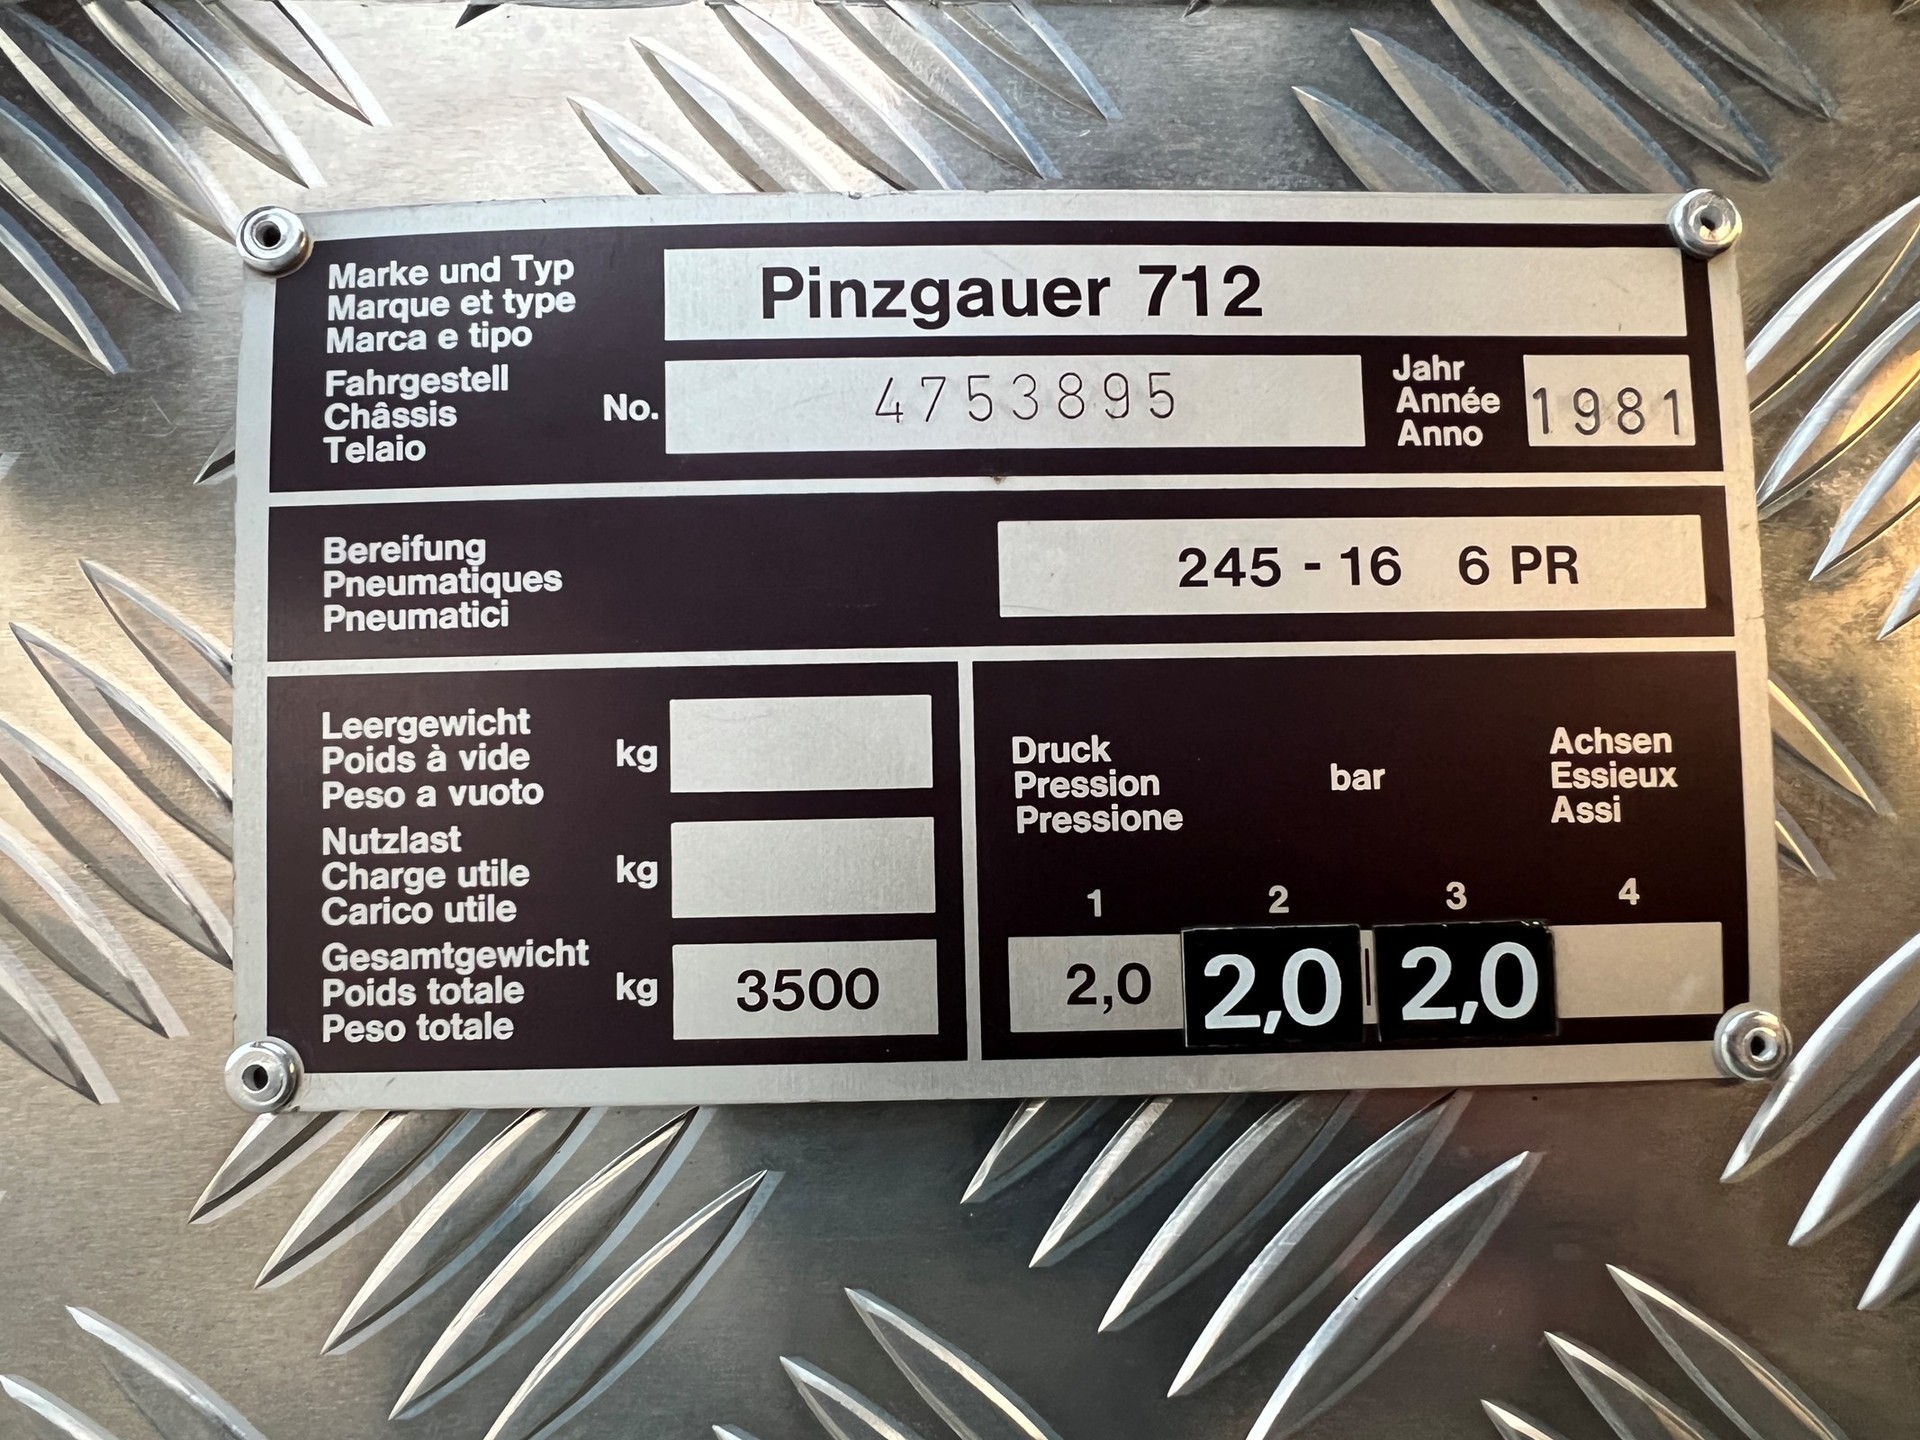 Marke und Typ
Marque et type
Marca e tipo
Pinzgauer 712
Fahrgestell
Châssis
Telaio
No.
4753895
Jahr
Année
Anno
1981
Bereifung
Pneumatiques
Pneumatici
245 - 16 6 PR
Leergewicht
Poids à vide
Peso a vuoto
kg
Nutzlast
Charge utile
Carico utile
kg
Gesamtgewicht
Poids totale
Peso totale
kg
3500
Druck
Pression
Pressione
bar
Achsen
Essieux
Assi
1 2 3 4
2,0 2,0 2,0